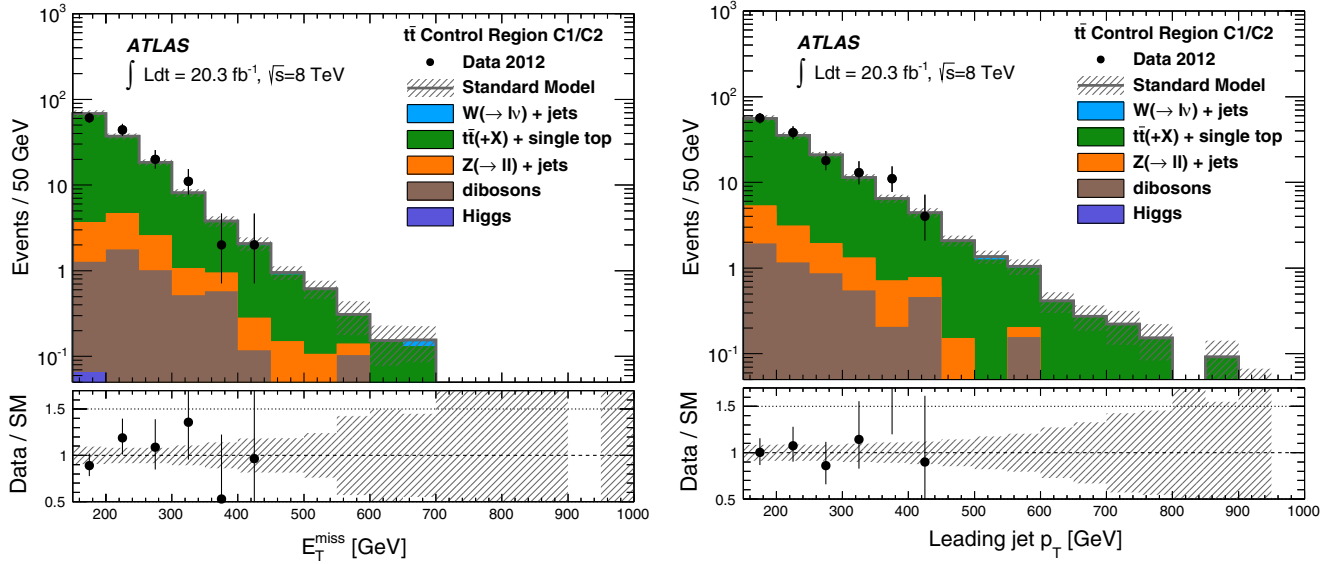 ATLAS
∫ Ldt = 20.3 fb⁻¹, √s=8 TeV
tt̄ Control Region C1/C2
Data 2012
Standard Model
W(→ lν) + jets
tt̄(+X) + single top
Z(→ ll) + jets
dibosons
Higgs
Events / 50 GeV
10³
10²
10
1
10⁻¹
Data / SM
1.5
1.0
0.5
200 300 400 500 600 700 800 900 1000
E_T^miss [GeV]
ATLAS
∫ Ldt = 20.3 fb⁻¹, √s=8 TeV
tt̄ Control Region C1/C2
Data 2012
Standard Model
W(→ lν) + jets
tt̄(+X) + single top
Z(→ ll) + jets
dibosons
Higgs
Events / 50 GeV
10³
10²
10
1
10⁻¹
Data / SM
1.5
1.0
0.5
200 300 400 500 600 700 800 900 1000
Leading jet p_T [GeV]